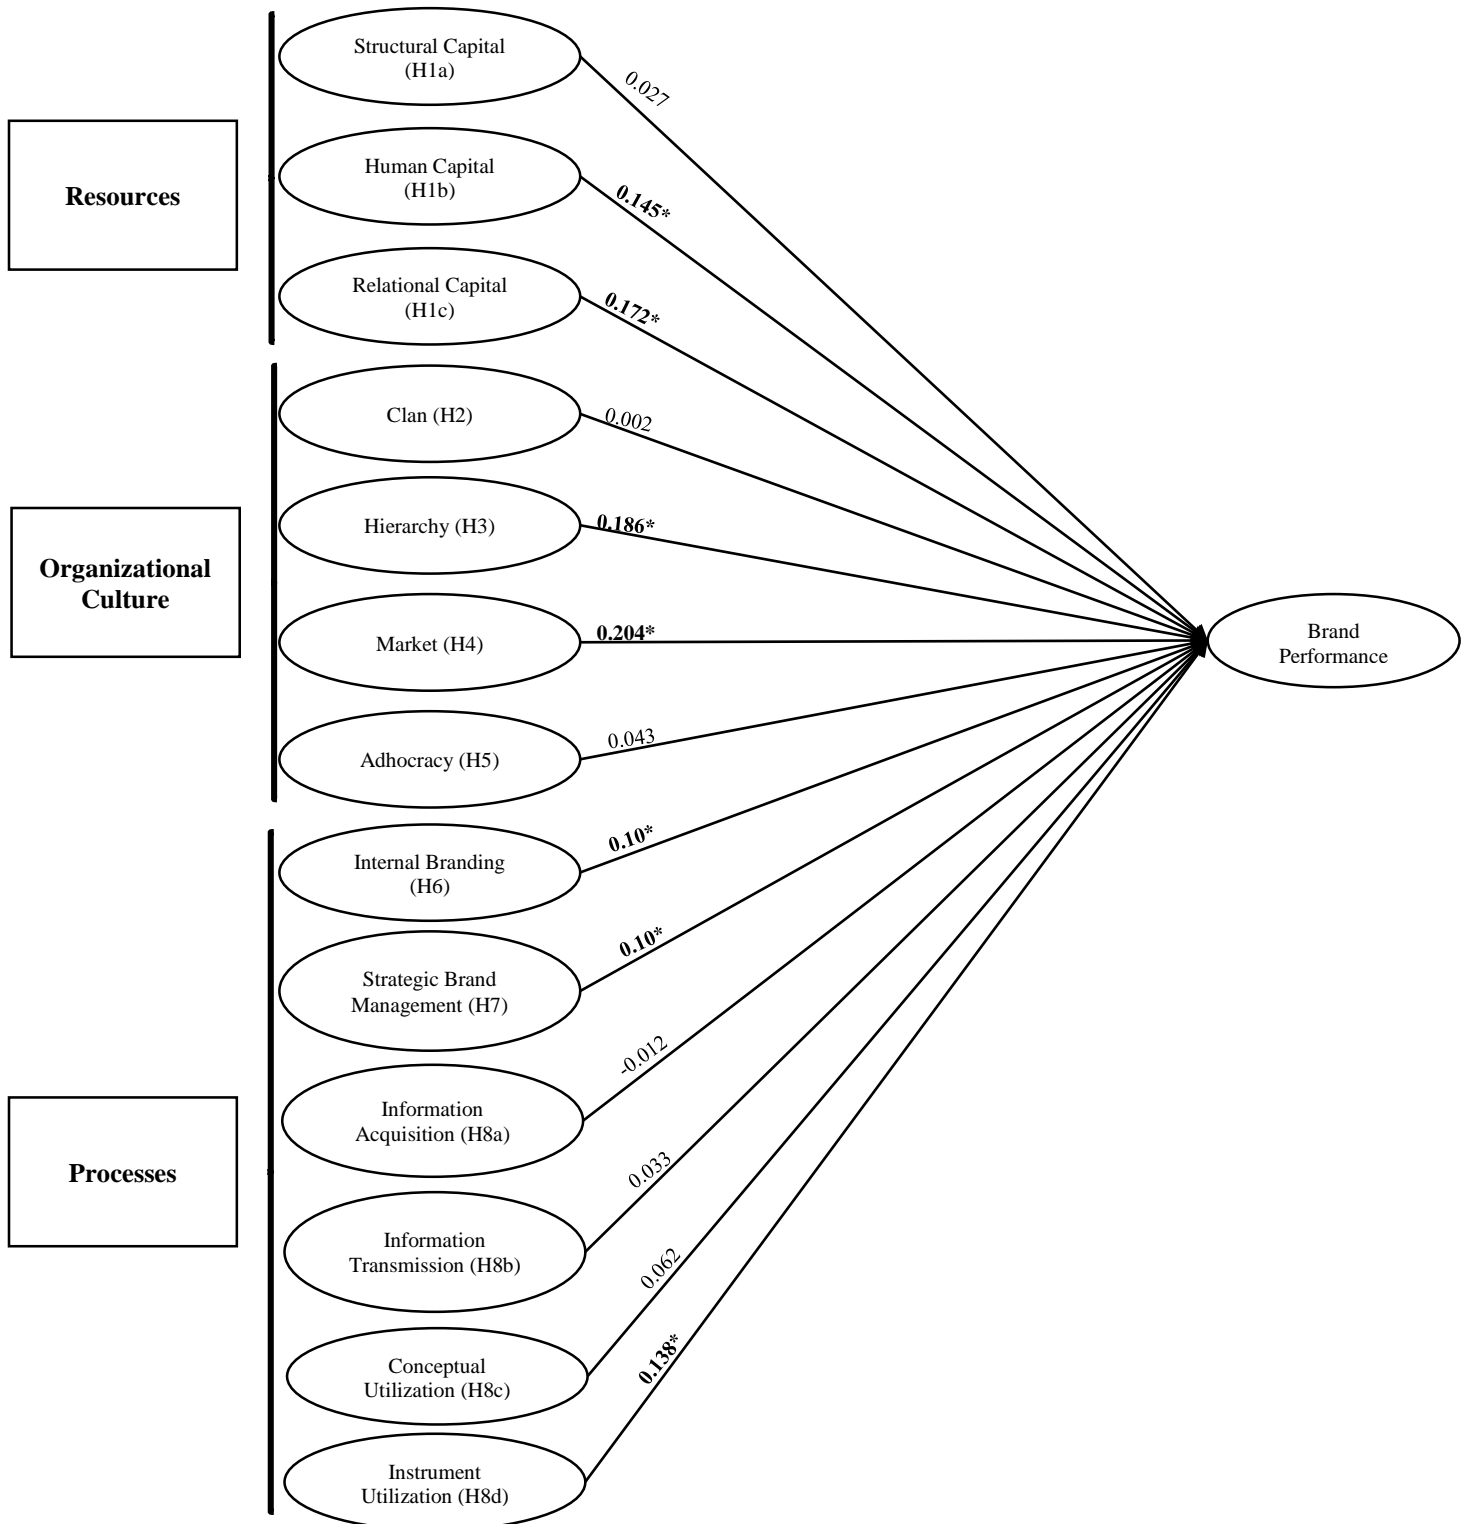 Structural Capital
(H1a)
0.027
Resources
Human Capital
(H1b)
0.145*
Relational Capital
(H1c)
0.172*
Clan (H2)
0.002
Organizational
Culture
Hierarchy (H3)
0.186*
Market (H4)
0.204*
Brand
Performance
Adhocracy (H5)
0.043
Internal Branding
(H6)
0.10*
Strategic Brand
Management (H7)
0.10*
Processes
Information
Acquisition (H8a)
-0.012
Information
Transmission (H8b)
0.033
Conceptual
Utilization (H8c)
0.062
Instrument
Utilization (H8d)
0.138*